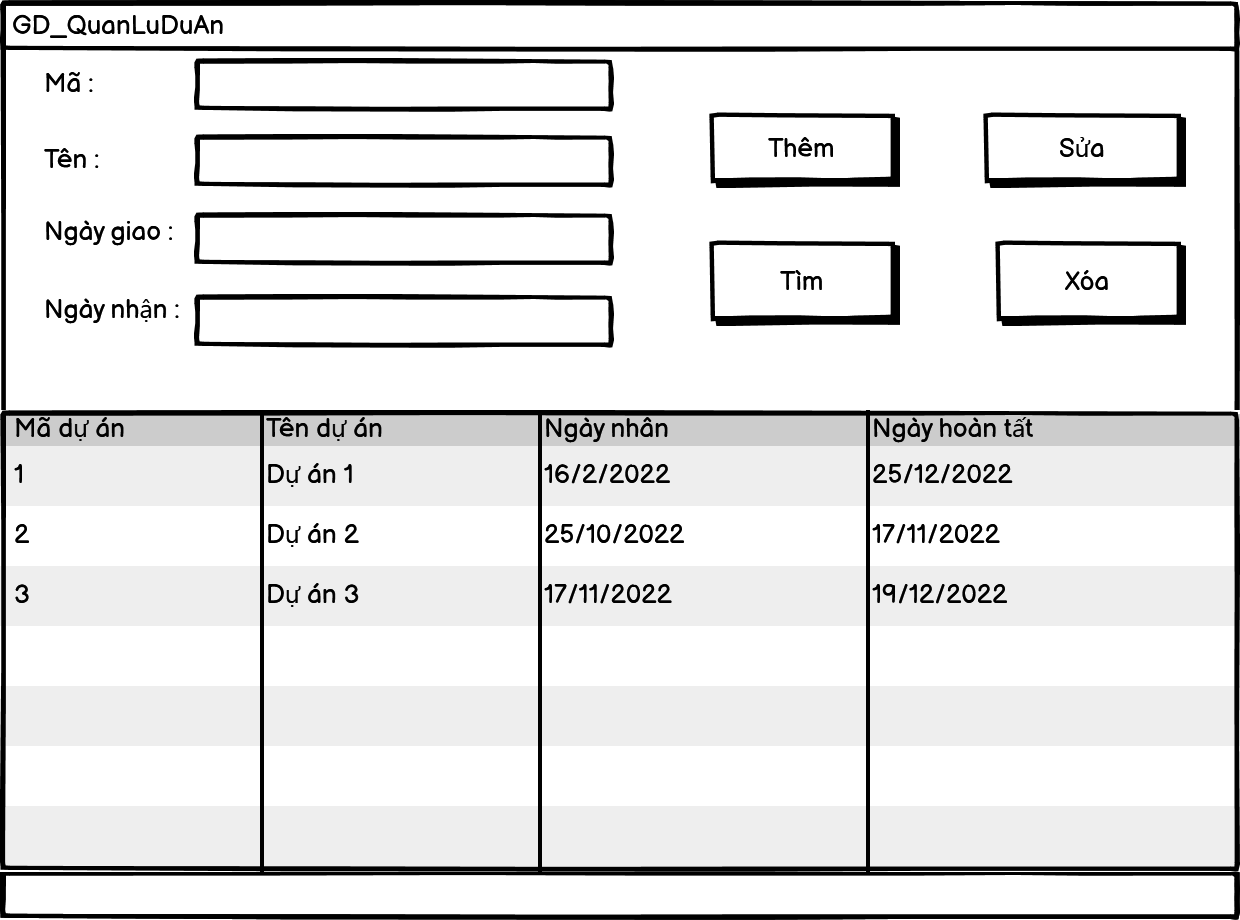 GD_QuanLuDuAn
Mã :
Tên :
Ngày giao :
Ngày nhận :
Thêm
Sửa
Tìm
Xóa
Mã dự án Tên dự án Ngày nhân Ngày hoàn tất
1 Dự án 1 16/2/2022 25/12/2022
2 Dự án 2 25/10/2022 17/11/2022
3 Dự án 3 17/11/2022 19/12/2022